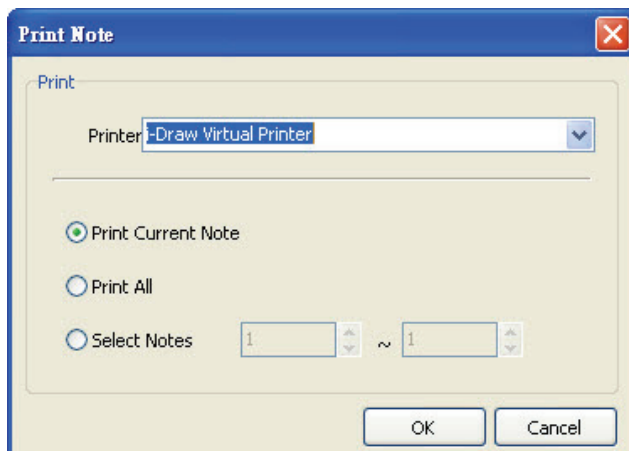 Print Note
Print
Printer i-Draw Virtual Printer
Print Current Note
Print All
Select Notes 1 ~ 1
OK Cancel